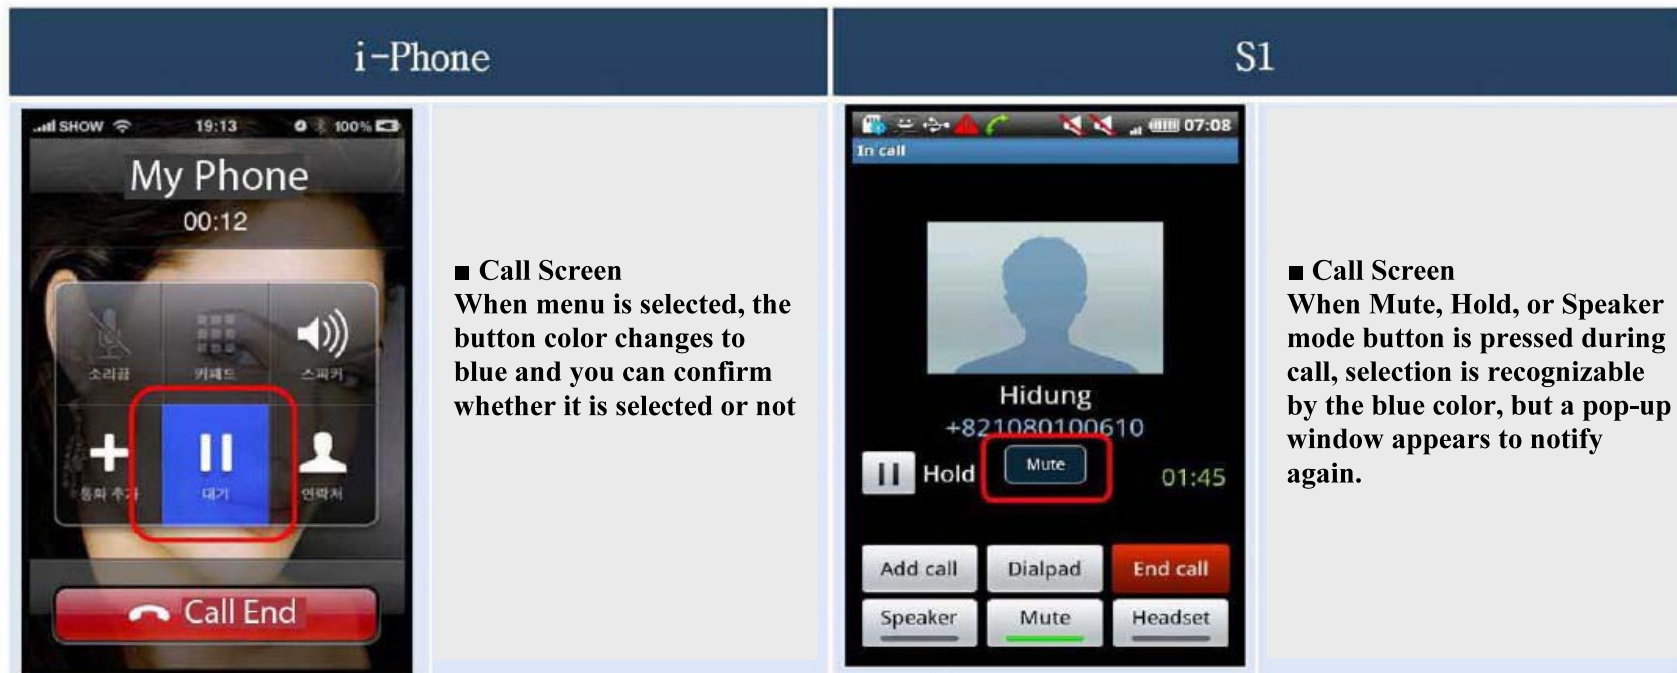 i-Phone
S1
SHOW 19:13 100%
My Phone
00:12
소리끔 키패드 스피커
통화 추가 대기 연락처
Call End
■ Call Screen
When menu is selected, the
button color changes to
blue and you can confirm
whether it is selected or not
07:08
In call
Hidung
+821080100610
Hold Mute 01:45
Add call Dialpad End call
Speaker Mute Headset
■ Call Screen
When Mute, Hold, or Speaker
mode button is pressed during
call, selection is recognizable
by the blue color, but a pop-up
window appears to notify
again.